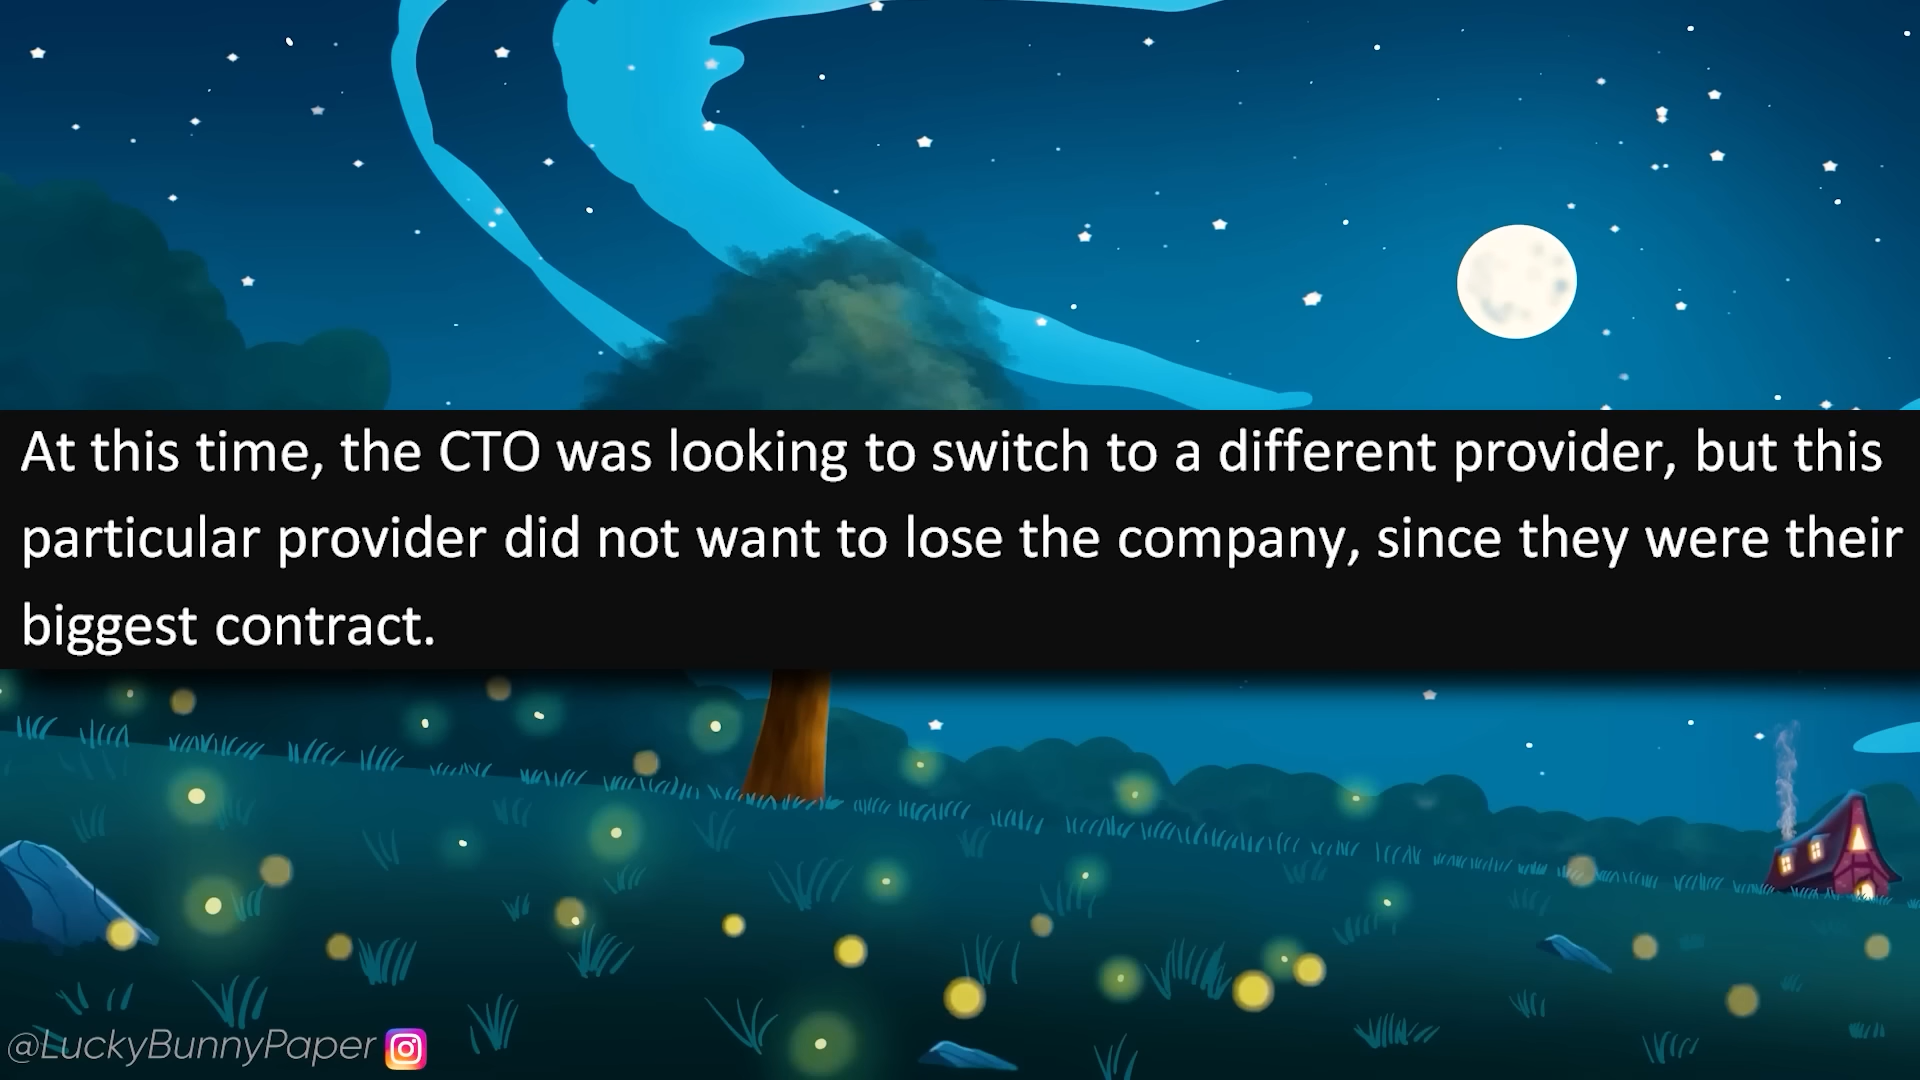 At this time, the CTO was looking to switch to a different provider, but this
particular provider did not want to lose the company, since they were their
biggest contract.
@LuckyBunnyPaper